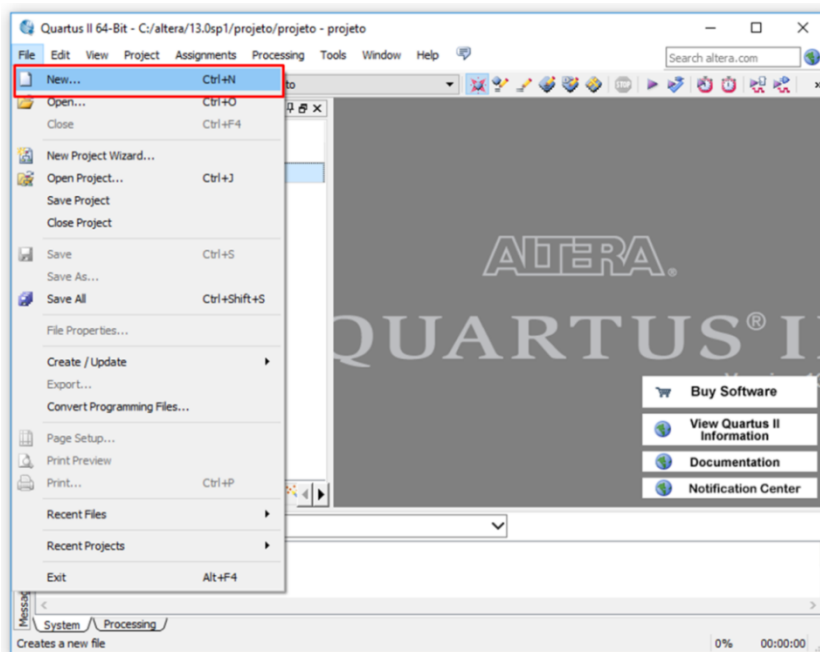 Quartus II 64-Bit - C:/altera/13.0sp1/projeto/projeto - projeto
File Edit View Project Assignments Processing Tools Window Help
Search altera.com
New... Ctrl+N
to
Open... Ctrl+O
Close Ctrl+F4
New Project Wizard...
Open Project... Ctrl+J
Save Project
Close Project
Save Ctrl+S
Save As...
Save All Ctrl+Shift+S
File Properties...
Create / Update
Export...
Convert Programming Files...
Page Setup...
Print Preview
Print... Ctrl+P
Recent Files
Recent Projects
Exit Alt+F4
STOP
ALTERA®
QUARTUS® II
Buy Software
View Quartus II
Information
Documentation
Notification Center
Messag
System Processing
Creates a new file
0% 00:00:00